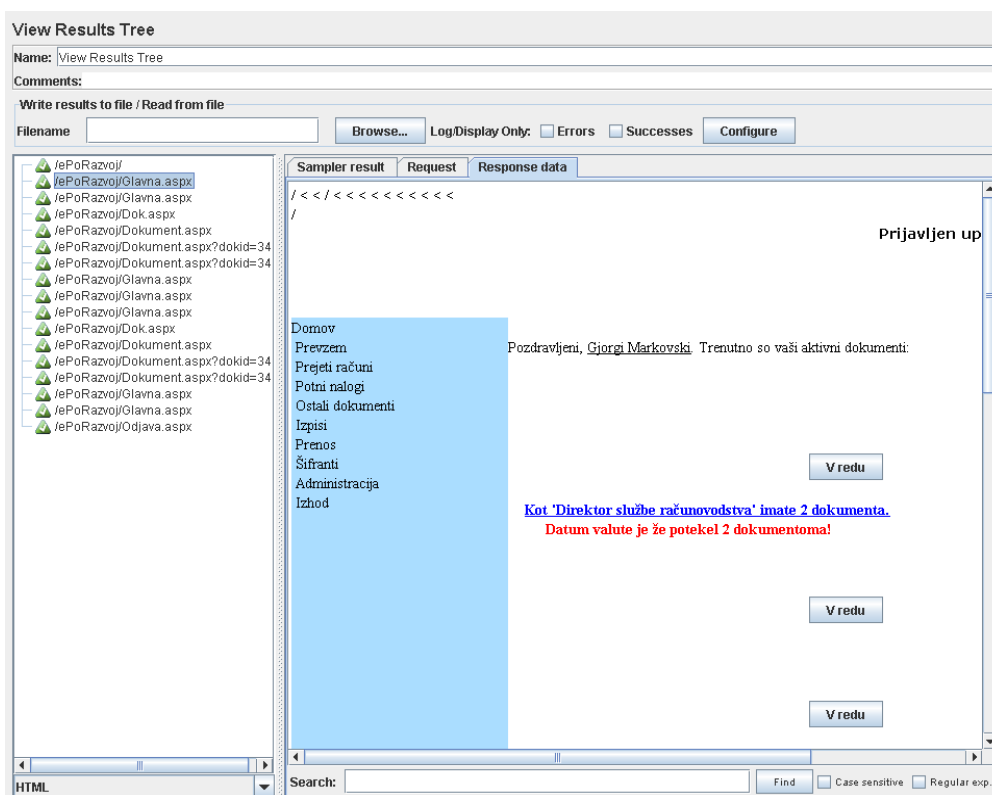 View Results Tree
Name: View Results Tree
Comments:
Write results to file / Read from file
Filename Browse... Log/Display Only: Errors Successes Configure
/ePoRazvoj/
/ePoRazvoj/Glavna.aspx
/ePoRazvoj/Glavna.aspx
/ePoRazvoj/Dok.aspx
/ePoRazvoj/Dokument.aspx
/ePoRazvoj/Dokument.aspx?dokid=34
/ePoRazvoj/Dokument.aspx?dokid=34
/ePoRazvoj/Glavna.aspx
/ePoRazvoj/Glavna.aspx
/ePoRazvoj/Glavna.aspx
/ePoRazvoj/Dok.aspx
/ePoRazvoj/Dokument.aspx
/ePoRazvoj/Dokument.aspx?dokid=34
/ePoRazvoj/Dokument.aspx?dokid=34
/ePoRazvoj/Glavna.aspx
/ePoRazvoj/Glavna.aspx
/ePoRazvoj/Odjava.aspx
HTML
Sampler result Request Response data
/ < < / < < < < < < < < < < <
/
Prijavljen up
Domov
Prevzem
Prejeti računi
Potni nalogi
Ostali dokumenti
Izpisi
Prenos
Šifranti
Administracija
Izhod
Pozdravljeni, Gjorgi Markovski. Trenutno so vaši aktivni dokumenti:
V redu
Kot 'Direktor službe računovodstva' imate 2 dokumenta.
Datum valute je že potekel 2 dokumentoma!
V redu
V redu
Search: Find Case sensitive Regular exp.